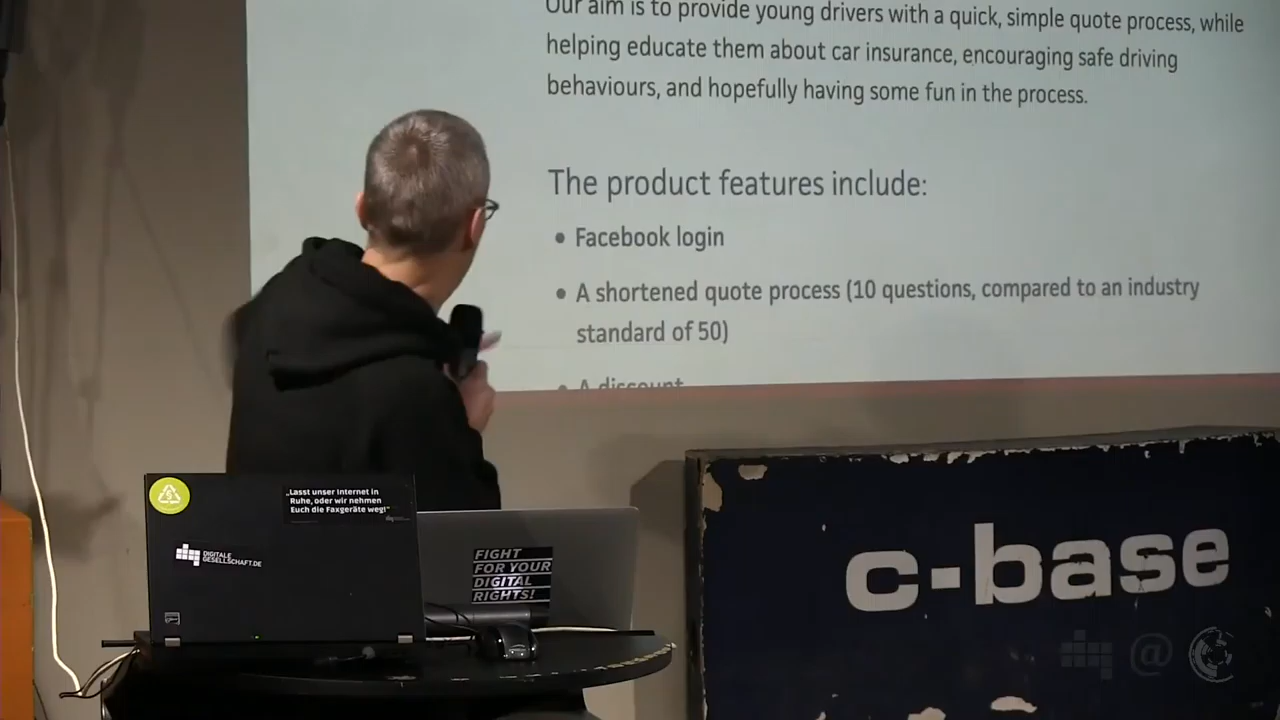 Our aim is to provide young drivers with a quick, simple quote process, while
helping educate them about car insurance, encouraging safe driving
behaviours, and hopefully having some fun in the process.
The product features include:
• Facebook login
• A shortened quote process (10 questions, compared to an industry
standard of 50)
• A discount
„Lasst unser Internet in
Ruhe, oder wir nehmen
Euch die Faxgeräte weg!"
DIGITALE
GESELLSCHAFT.DE
FIGHT
FOR YOUR
DIGITAL
RIGHTS!
c-base
@